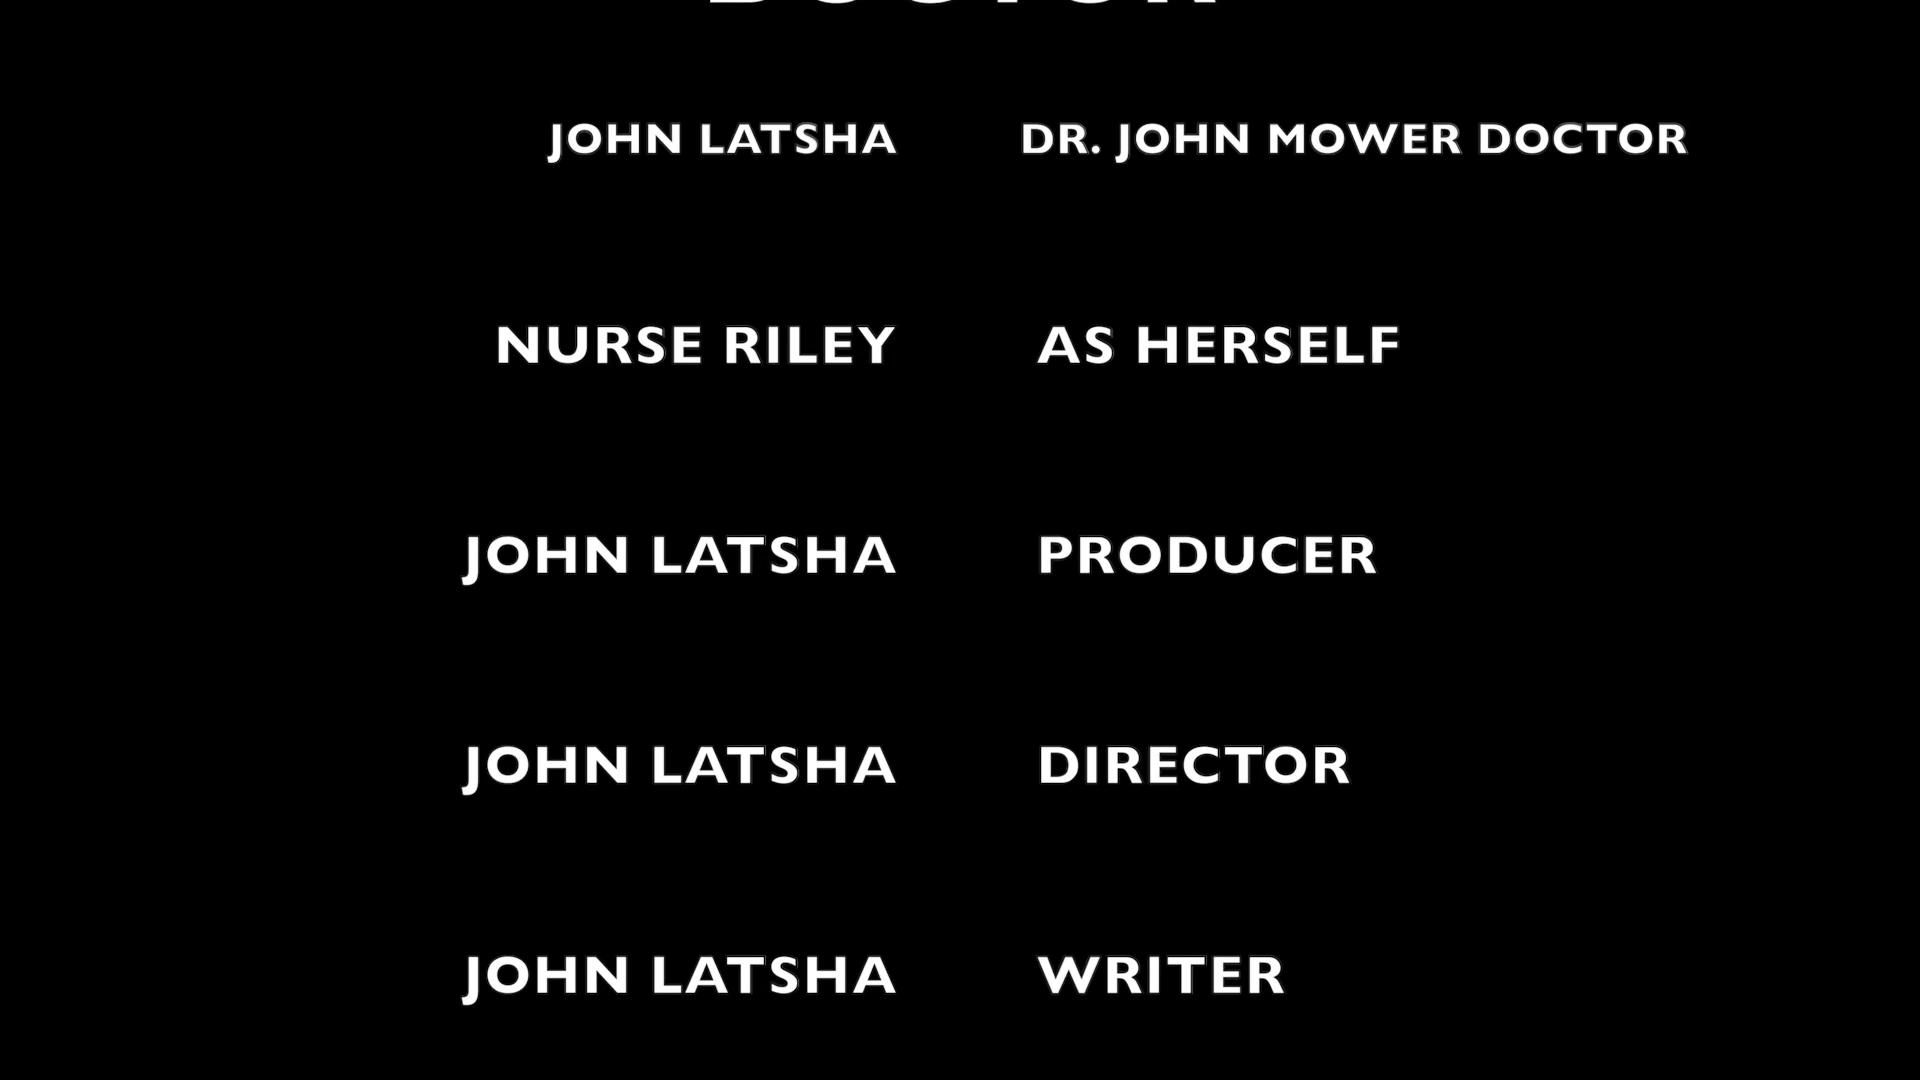 DOCTOR
JOHN LATSHA DR. JOHN MOWER DOCTOR
NURSE RILEY AS HERSELF
JOHN LATSHA PRODUCER
JOHN LATSHA DIRECTOR
JOHN LATSHA WRITER